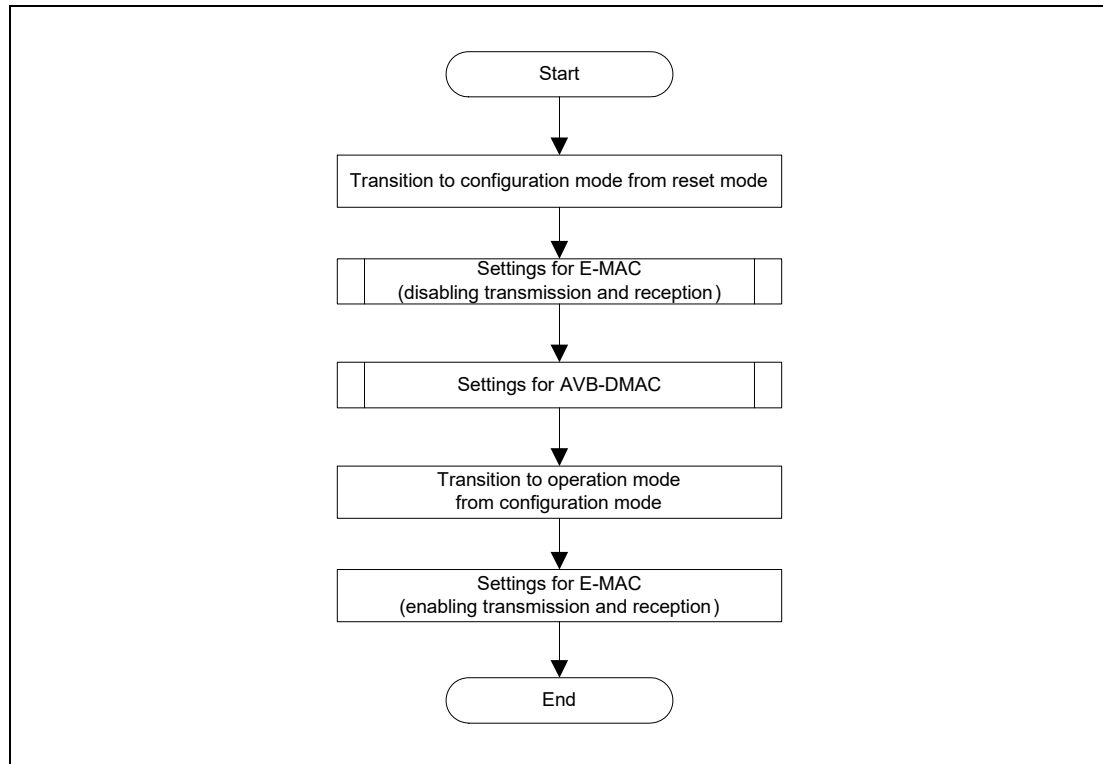 Start
Transition to configuration mode from reset mode
Settings for E-MAC
(disabling transmission and reception)
Settings for AVB-DMAC
Transition to operation mode
from configuration mode
Settings for E-MAC
(enabling transmission and reception)
End